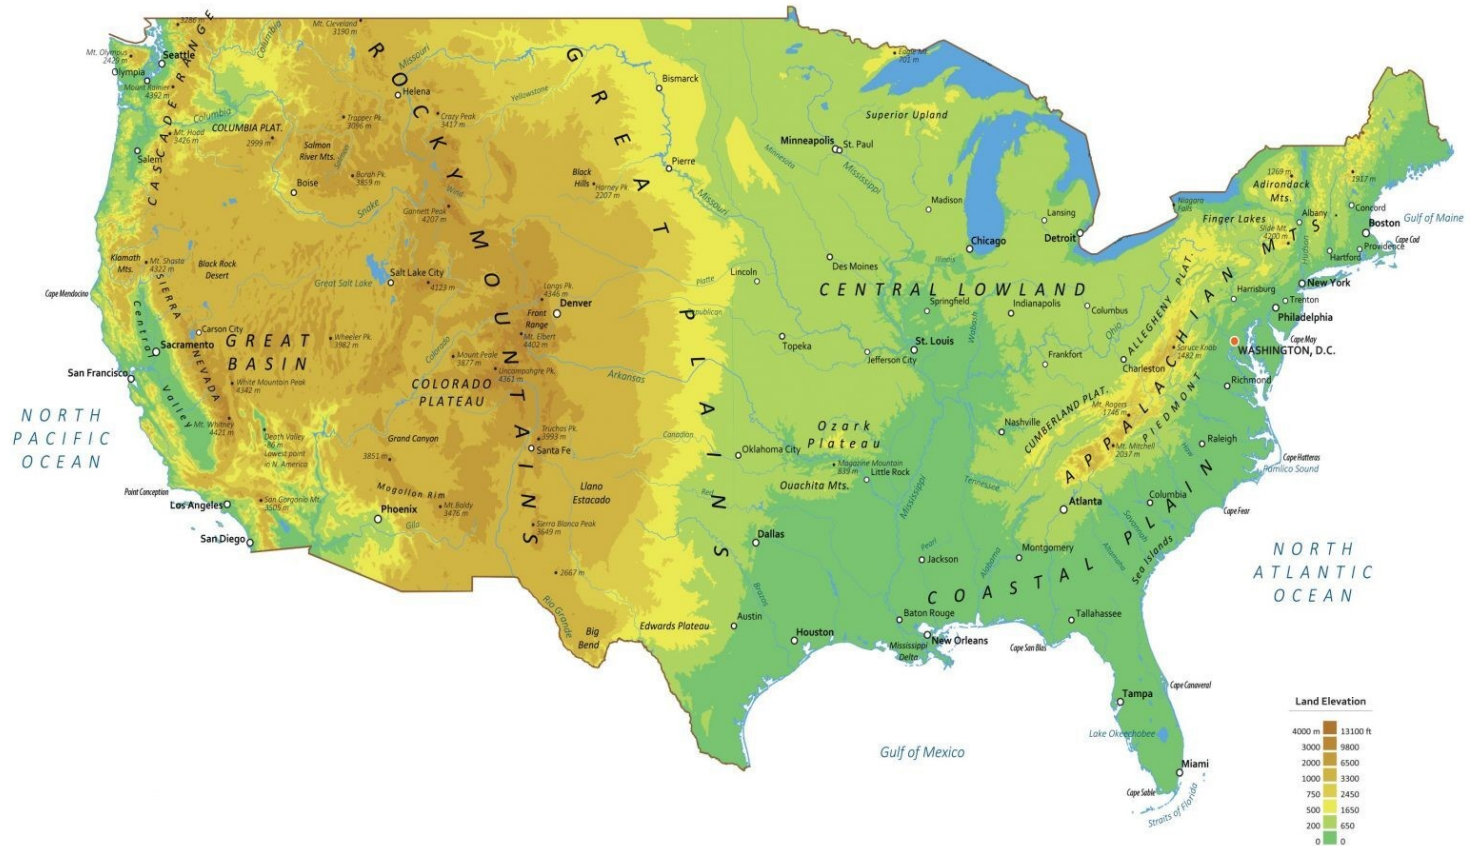 3286 m
CASCADE RANGE
Mt. Olympus
2429 m
Seattle
Olympia
Mount Rainier
4392 m
Columbia
Mt. Cleveland
3190 m
ROCKY MOUNTAINS
Missouri
Helena
Yellowstone
GREAT PLAINS
Bismarck
Eagle Mt.
701 m
Columbia
COLUMBIA PLAT.
2999 m
Mt. Hood
3426 m
Salem
Trapper Pk.
3096 m
Crazy Peak
3417 m
Salmon
River Mts.
Salmon
Borah Pk.
3859 m
Boise
Snake
Wind
Gannett Peak
4207 m
Black
Hills
Harney Pk.
2207 m
Pierre
Missouri
Minneapolis
St. Paul
Minnesota
Mississippi
Superior Upland
Madison
Lansing
Detroit
Chicago
Niagara
Falls
1269 m
Adirondack
Mts.
1917 m
Finger Lakes
Albany
Concord
Boston
Gulf of Maine
Cape Cod
Slide Mt.
4200 m
Hudson
Providence
Hartford
New York
Klamath
Mts.
Mt. Shasta
4322 m
Black Rock
Desert
Cape Mendocino
SIERRA NEVADA
Great Salt Lake
Salt Lake City
4123 m
Longs Pk.
4346 m
Front
Range
Denver
Mt. Elbert
4402 m
Platte
Republican
Lincoln
Des Moines
Illinois
CENTRAL LOWLAND
Springfield
Indianapolis
Columbus
Wabash
Ohio
ALLEGHENY PLAT.
APPALACHIAN MTS
Harrisburg
Trenton
Philadelphia
Cape May
WASHINGTON, D.C.
Central Valley
Carson City
Sacramento
San Francisco
GREAT
BASIN
Wheeler Pk.
3982 m
White Mountain Peak
4342 m
Mt. Whitney
4421 m
Death Valley
-86 m
Lowest point
in N. America
Colorado
Mount Peale
3877 m
Uncompahgre Pk.
4361 m
COLORADO
PLATEAU
Arkansas
Topeka
Jefferson City
St. Louis
Frankfort
Charleston
Spruce Knob
1482 m
Richmond
NORTH
PACIFIC
OCEAN
Grand Canyon
3851 m
Truchas Pk.
3993 m
Santa Fe
Canadian
Oklahoma City
Ozark
Plateau
Magazine Mountain
839 m
Little Rock
Ouachita Mts.
Nashville
CUMBERLAND PLAT.
Mt. Rogers
1746 m
Mt. Mitchell
2037 m
PIEDMONT
Haw
Raleigh
Cape Hatteras
Pamlico Sound
Point Conception
Los Angeles
San Gorgonio Mt.
3505 m
San Diego
Mogollon Rim
Phoenix
Gila
Mt. Baldy
3476 m
Llano
Estacado
Sierra Blanca Peak
3649 m
Red
Mississippi
Tennessee
Atlanta
Columbia
Savannah
Cape Fear
2667 m
Dallas
Brazos
Pearl
Jackson
Alabama
Montgomery
Altamaha
Sea Islands
COASTAL PLAIN
NORTH
ATLANTIC
OCEAN
Rio Grande
Big
Bend
Edwards Plateau
Austin
Houston
Baton Rouge
New Orleans
Mississippi
Delta
Cape San Blas
Tallahassee
Tampa
Cape Canaveral
Lake Okeechobee
Miami
Cape Sable
Straits of Florida
Gulf of Mexico
Land Elevation
4000 m 13100 ft
3000 9800
2000 6500
1000 3300
750 2450
500 1650
200 650
0 0